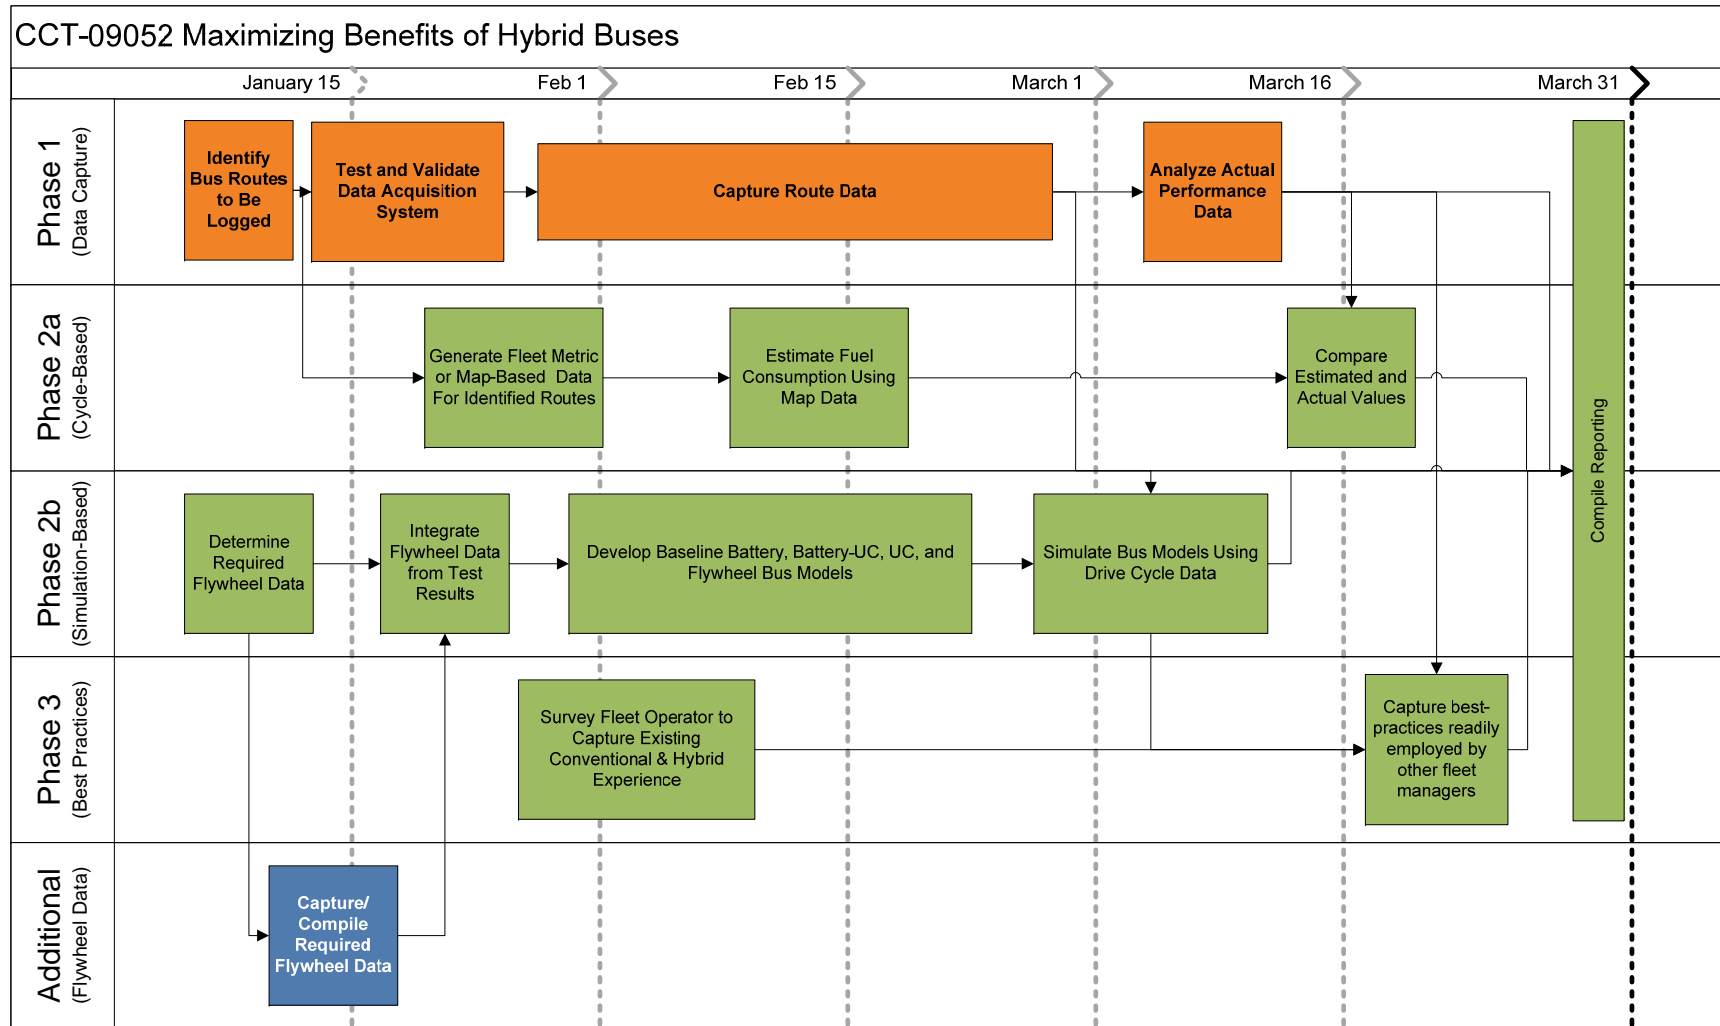 CCT-09052 Maximizing Benefits of Hybrid Buses
January 15
Feb 1
Feb 15
March 1
March 16
March 31
Phase 1
(Data Capture)
Identify
Bus Routes
to Be
Logged
Test and Validate
Data Acquisition
System
Capture Route Data
Analyze Actual
Performance
Data
Phase 2a
(Cycle-Based)
Generate Fleet Metric
or Map-Based Data
For Identified Routes
Estimate Fuel
Consumption Using
Map Data
Compare
Estimated and
Actual Values
Compile Reporting
Phase 2b
(Simulation-Based)
Determine
Required
Flywheel Data
Integrate
Flywheel Data
from Test
Results
Develop Baseline Battery, Battery-UC, UC, and
Flywheel Bus Models
Simulate Bus Models Using
Drive Cycle Data
Phase 3
(Best Practices)
Survey Fleet Operator to
Capture Existing
Conventional & Hybrid
Experience
Capture best-
practices readily
employed by
other fleet
managers
Additional
(Flywheel Data)
Capture/
Compile
Required
Flywheel Data